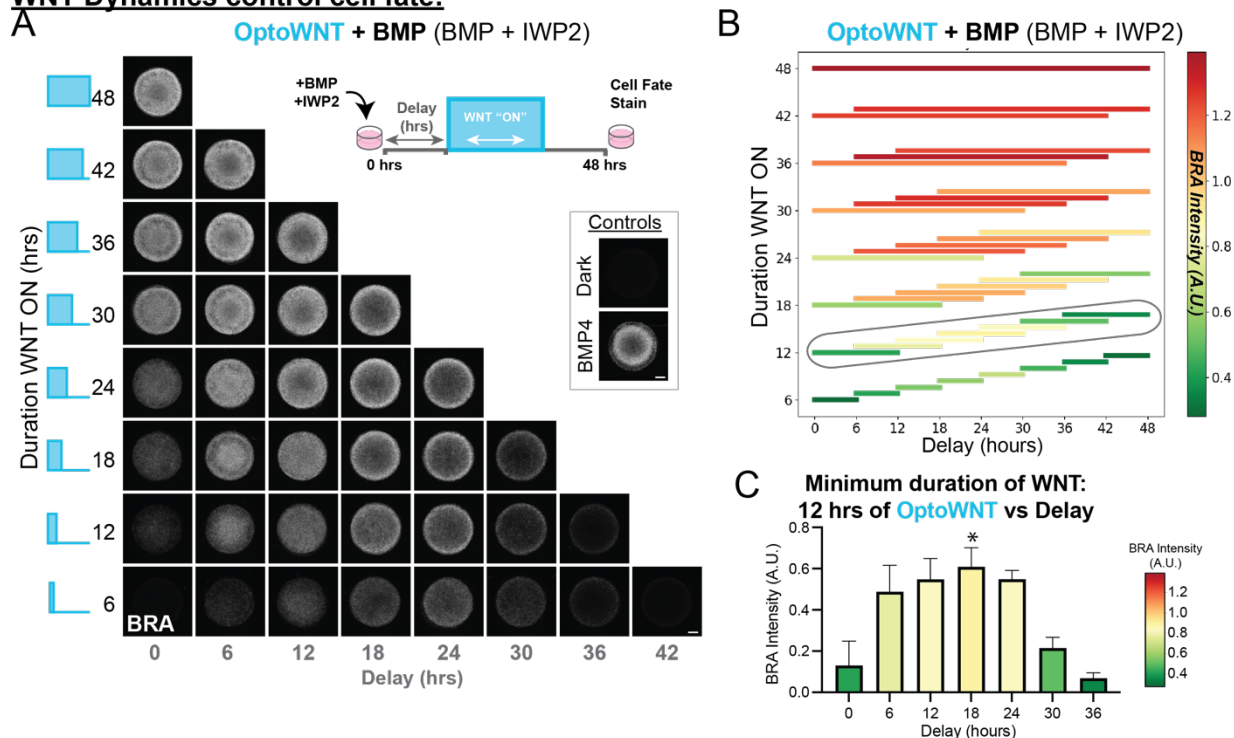 WNT Dynamics control cell fate:
A
OptoWNT + BMP (BMP + IWP2)
+BMP
+IWP2
Delay
(hrs)
WNT "ON"
Cell Fate
Stain
0 hrs
48 hrs
Duration WNT ON (hrs)
48
42
36
30
24
18
12
6
Controls
Dark
BMP4
BRA
0 6 12 18 24 30 36 42
Delay (hrs)
B
OptoWNT + BMP (BMP + IWP2)
Duration WNT ON
48
42
36
30
24
18
12
6
0 6 12 18 24 30 36 42 48
Delay (hours)
BRA Intensity (A.U.)
1.2
1.0
0.8
0.6
0.4
C
Minimum duration of WNT:
12 hrs of OptoWNT vs Delay
BRA Intensity (A.U.)
0.8
0.6
0.4
0.2
0.0
*
0 6 12 18 24 30 36
Delay (hours)
BRA Intensity
(A.U.)
1.2
1.0
0.8
0.6
0.4